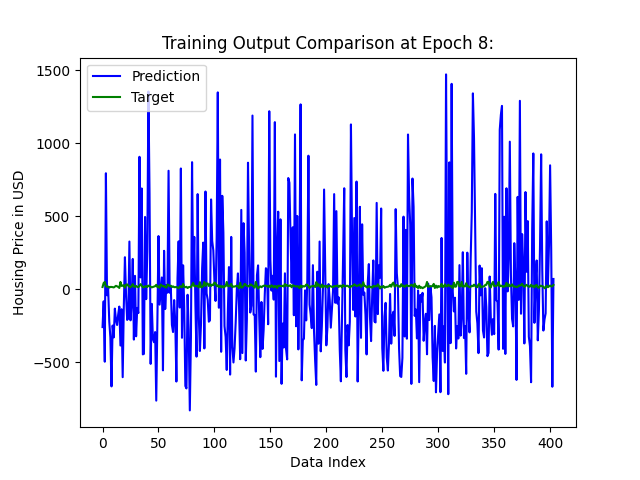 Training Output Comparison at Epoch 8:
Prediction
Target
1500
1000
500
0
−500
Housing Price in USD
0 50 100 150 200 250 300 350 400
Data Index